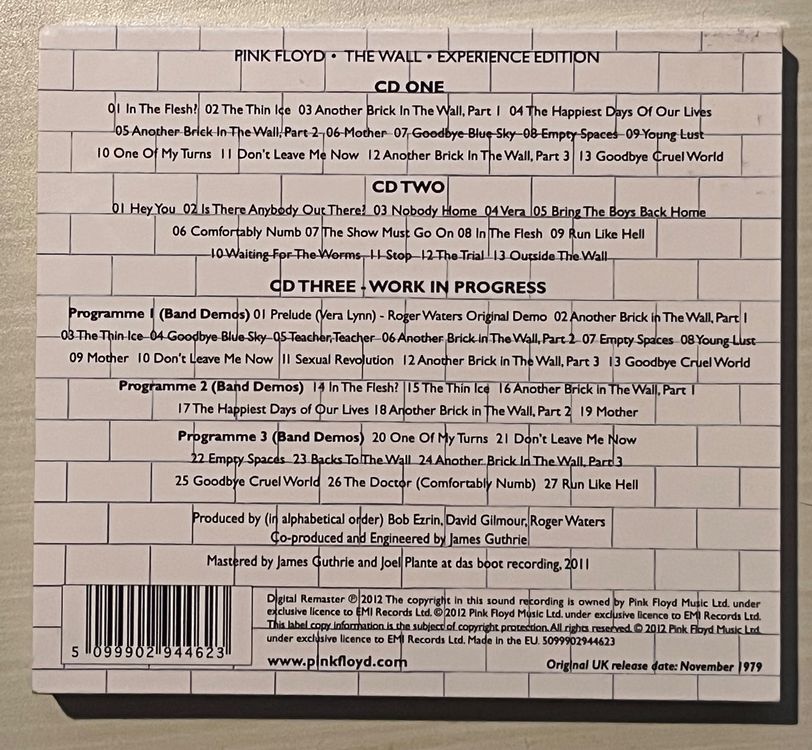 PINK FLOYD • THE WALL • EXPERIENCE EDITION
CD ONE
01 In The Flesh? 02 The Thin Ice 03 Another Brick In The Wall, Part 1 04 The Happiest Days Of Our Lives
05 Another Brick In The Wall, Part 2 06 Mother 07 Goodbye Blue Sky 08 Empty Spaces 09 Young Lust
10 One Of My Turns 11 Don't Leave Me Now 12 Another Brick In The Wall, Part 3 13 Goodbye Cruel World
CD TWO
01 Hey You 02 Is There Anybody Out There? 03 Nobody Home 04 Vera 05 Bring The Boys Back Home
06 Comfortably Numb 07 The Show Must Go On 08 In The Flesh 09 Run Like Hell
10 Waiting For The Worms 11 Stop 12 The Trial 13 Outside The Wall
CD THREE - WORK IN PROGRESS
Programme 1 (Band Demos) 01 Prelude (Vera Lynn) - Roger Waters Original Demo 02 Another Brick in The Wall, Part 1
03 The Thin Ice 04 Goodbye Blue Sky 05 Teacher, Teacher 06 Another Brick In The Wall, Part 2 07 Empty Spaces 08 Young Lust
09 Mother 10 Don't Leave Me Now 11 Sexual Revolution 12 Another Brick In The Wall, Part 3 13 Goodbye Cruel World
Programme 2 (Band Demos) 14 In The Flesh? 15 The Thin Ice 16 Another Brick In The Wall, Part 1
17 The Happiest Days of Our Lives 18 Another Brick in The Wall, Part 2 19 Mother
Programme 3 (Band Demos) 20 One Of My Turns 21 Don't Leave Me Now
22 Empty Spaces 23 Backs To The Wall 24 Another Brick In The Wall, Part 3
25 Goodbye Cruel World 26 The Doctor (Comfortably Numb) 27 Run Like Hell
Produced by (in alphabetical order) Bob Ezrin, David Gilmour, Roger Waters
Co-produced and Engineered by James Guthrie
Mastered by James Guthrie and Joel Plante at das boot recording, 2011
Digital Remaster ℗ 2012 The copyright in this sound recording is owned by Pink Floyd Music Ltd. under
exclusive licence to EMI Records Ltd. © 2012 Pink Floyd Music Ltd. under exclusive licence to EMI Records Ltd.
This label copy information is the subject of copyright protection. All rights reserved. © 2012 Pink Floyd Music Ltd.
under exclusive licence to EMI Records Ltd. Made in the EU. 5099902944623
5 099902 944623
www.pinkfloyd.com
Original UK release date: November 1979